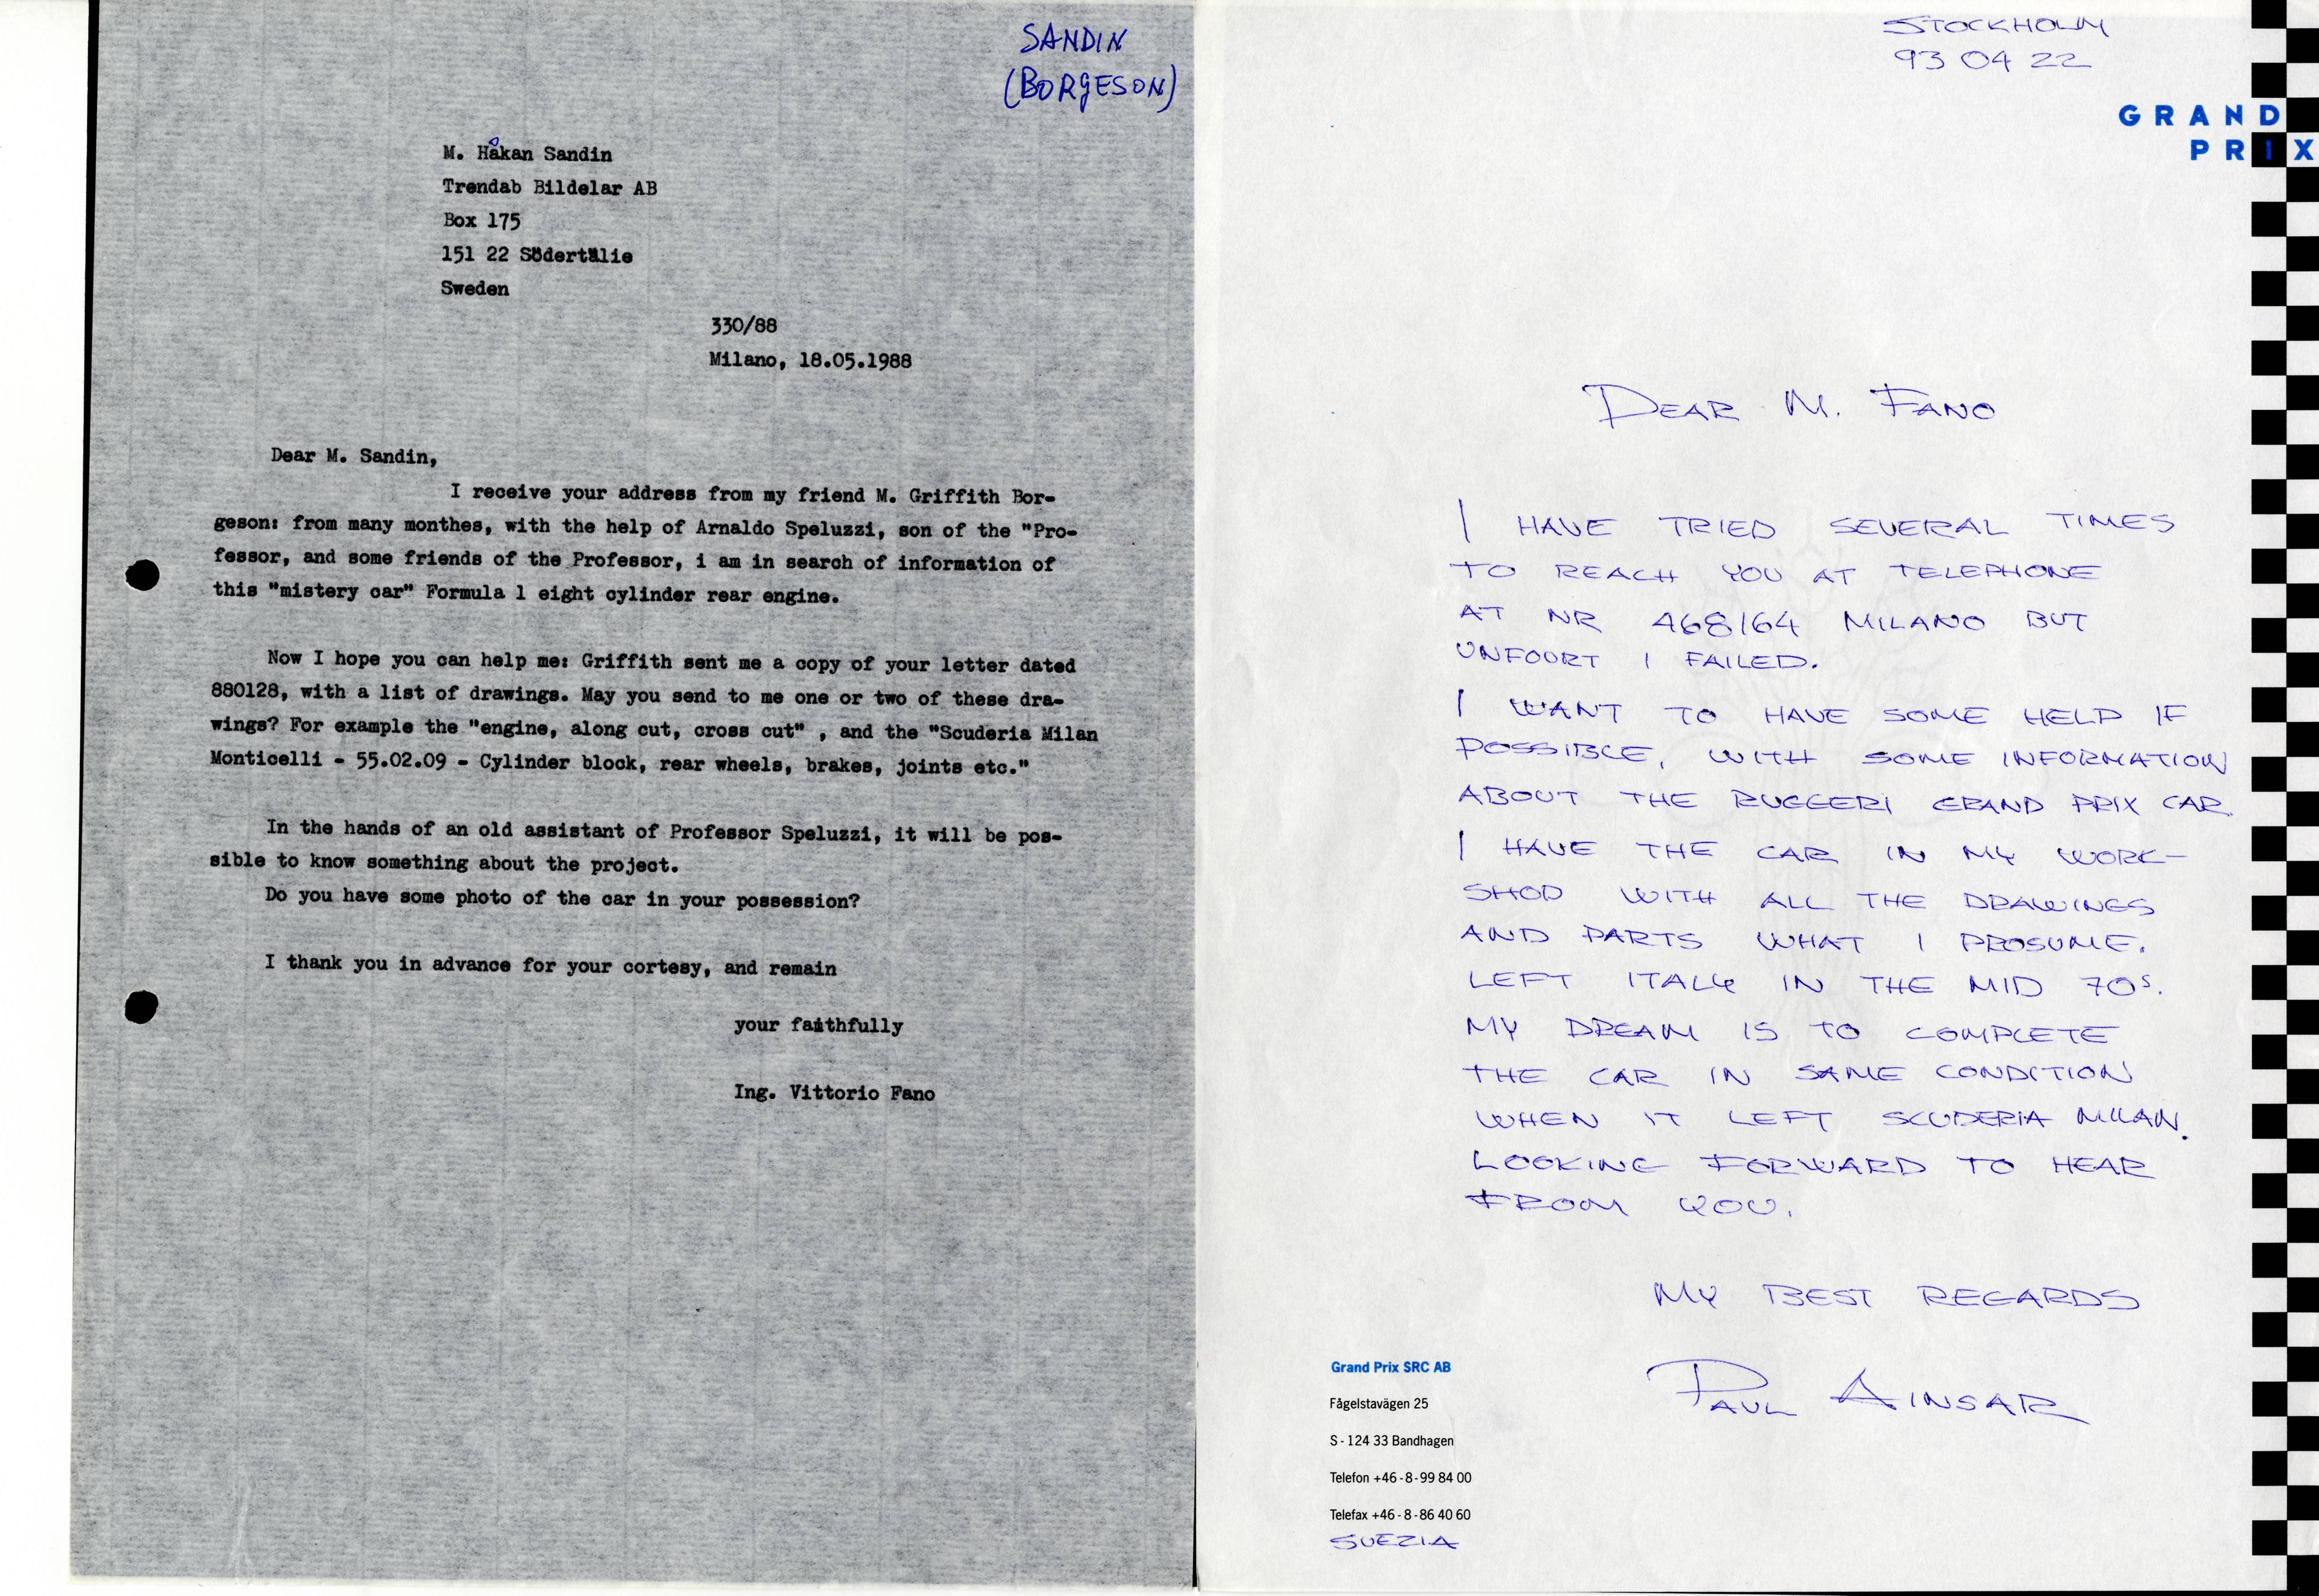 SANDIN
(BORGESON)
M. Håkan Sandin
Trendab Bildelar AB
Box 175
151 22 Södertälie
Sweden
330/88
Milano, 18.05.1988
Dear M. Sandin,
I receive your address from my friend M. Griffith Bor-
geson: from many monthes, with the help of Arnaldo Speluzzi, son of the "Pro-
fessor, and some friends of the Professor, i am in search of information of
this "mistery car" Formula 1 eight cylinder rear engine.
Now I hope you can help me: Griffith sent me a copy of your letter dated
880128, with a list of drawings. May you send to me one or two of these dra-
wings? For example the "engine, along cut, cross cut" , and the "Scuderia Milan
Monticelli - 55.02.09 - Cylinder block, rear wheels, brakes, joints etc."
In the hands of an old assistant of Professor Speluzzi, it will be pos-
sible to know something about the project.
Do you have some photo of the car in your possession?
I thank you in advance for your cortesy, and remain
your faithfully
Ing. Vittorio Fano
STOCKHOLM
93 04 22
GRAND
PRIX
DEAR M. FANO
I HAVE TRIED SEVERAL TIMES
TO REACH YOU AT TELEPHONE
AT NR 468164 MILANO BUT
UNFOURT I FAILED.
I WANT TO HAVE SOME HELP IF
POSSIBLE, WITH SOME INFORMATION
ABOUT THE RUGGERI GRAND PRIX CAR.
I HAVE THE CAR IN MY WORK-
SHOP WITH ALL THE DRAWINGS
AND PARTS WHAT I PROSUME.
LEFT ITALY IN THE MID 70s.
MY DREAM IS TO COMPLETE
THE CAR IN SAME CONDITION
WHEN IT LEFT SCUDERIA MILAN.
LOOKING FORWARD TO HEAR
FROM YOU.
MY BEST REGARDS
PAUL AINSAR
Grand Prix SRC AB
Fågelstavägen 25
S - 124 33 Bandhagen
Telefon +46 - 8 - 99 84 00
Telefax +46 - 8 - 86 40 60
SUEZIA